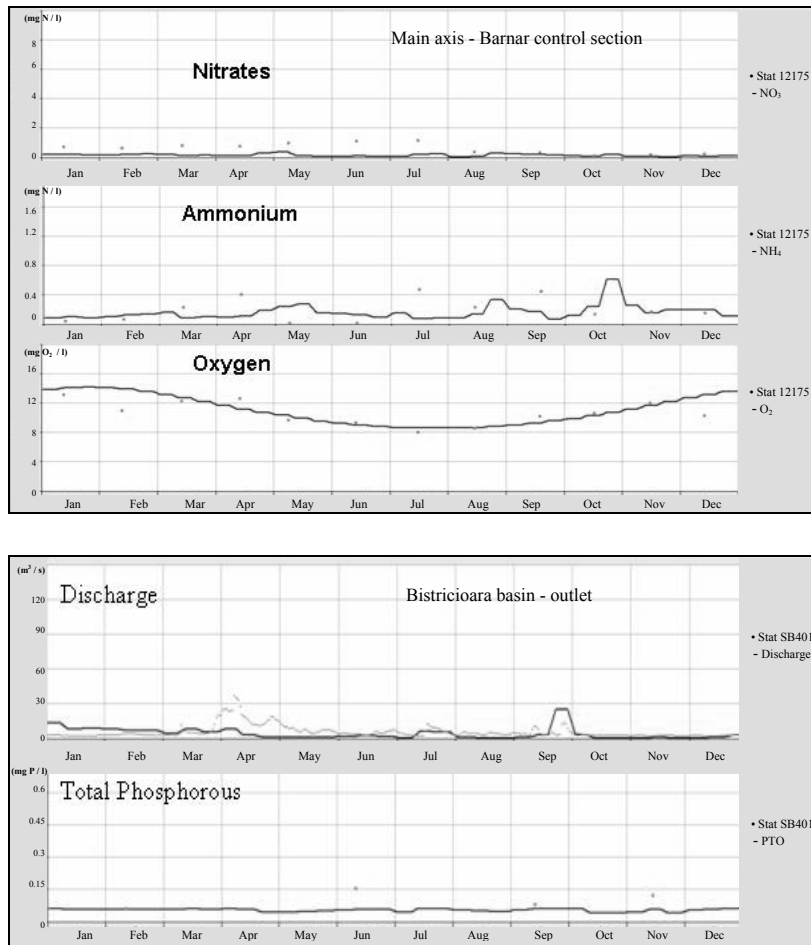 (mg N / l)
Main axis - Barnar control section
Nitrates
8
6
4
2
0
Jan Feb Mar Apr May Jun Jul Aug Sep Oct Nov Dec
• Stat 12175
- NO₃
(mg N / l)
Ammonium
1.6
1.2
0.8
0.4
0
Jan Feb Mar Apr May Jun Jul Aug Sep Oct Nov Dec
• Stat 12175
- NH₄
(mg O₂ / l)
Oxygen
16
12
8
4
0
Jan Feb Mar Apr May Jun Jul Aug Sep Oct Nov Dec
• Stat 12175
- O₂
(m³ / s)
Discharge
Bistricioara basin - outlet
120
90
60
30
0
Jan Feb Mar Apr May Jun Jul Aug Sep Oct Nov Dec
• Stat SB401
- Discharge
(mg P / l)
Total Phosphorous
0.6
0.45
0.3
0.15
0
Jan Feb Mar Apr May Jun Jul Aug Sep Oct Nov Dec
• Stat SB401
- PTO